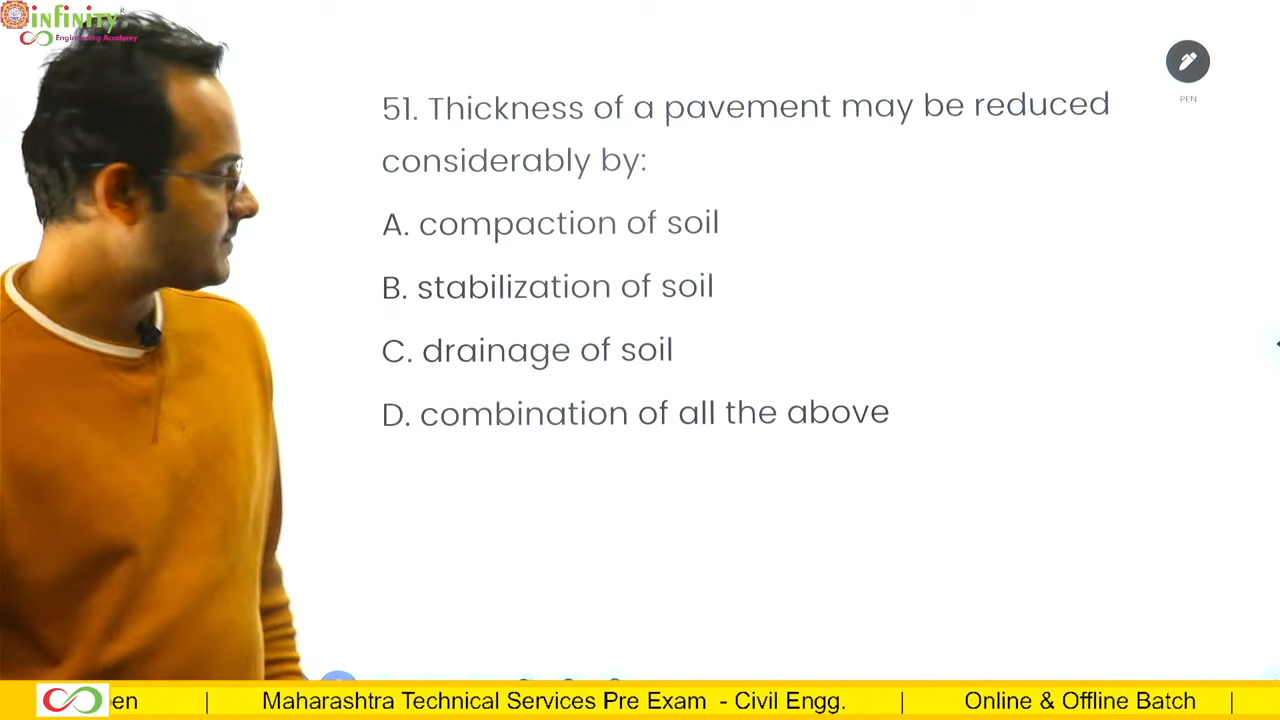 infinity
Engineering Academy
PEN
51. Thickness of a pavement may be reduced
considerably by:
A. compaction of soil
B. stabilization of soil
C. drainage of soil
D. combination of all the above
en | Maharashtra Technical Services Pre Exam - Civil Engg. | Online & Offline Batch |